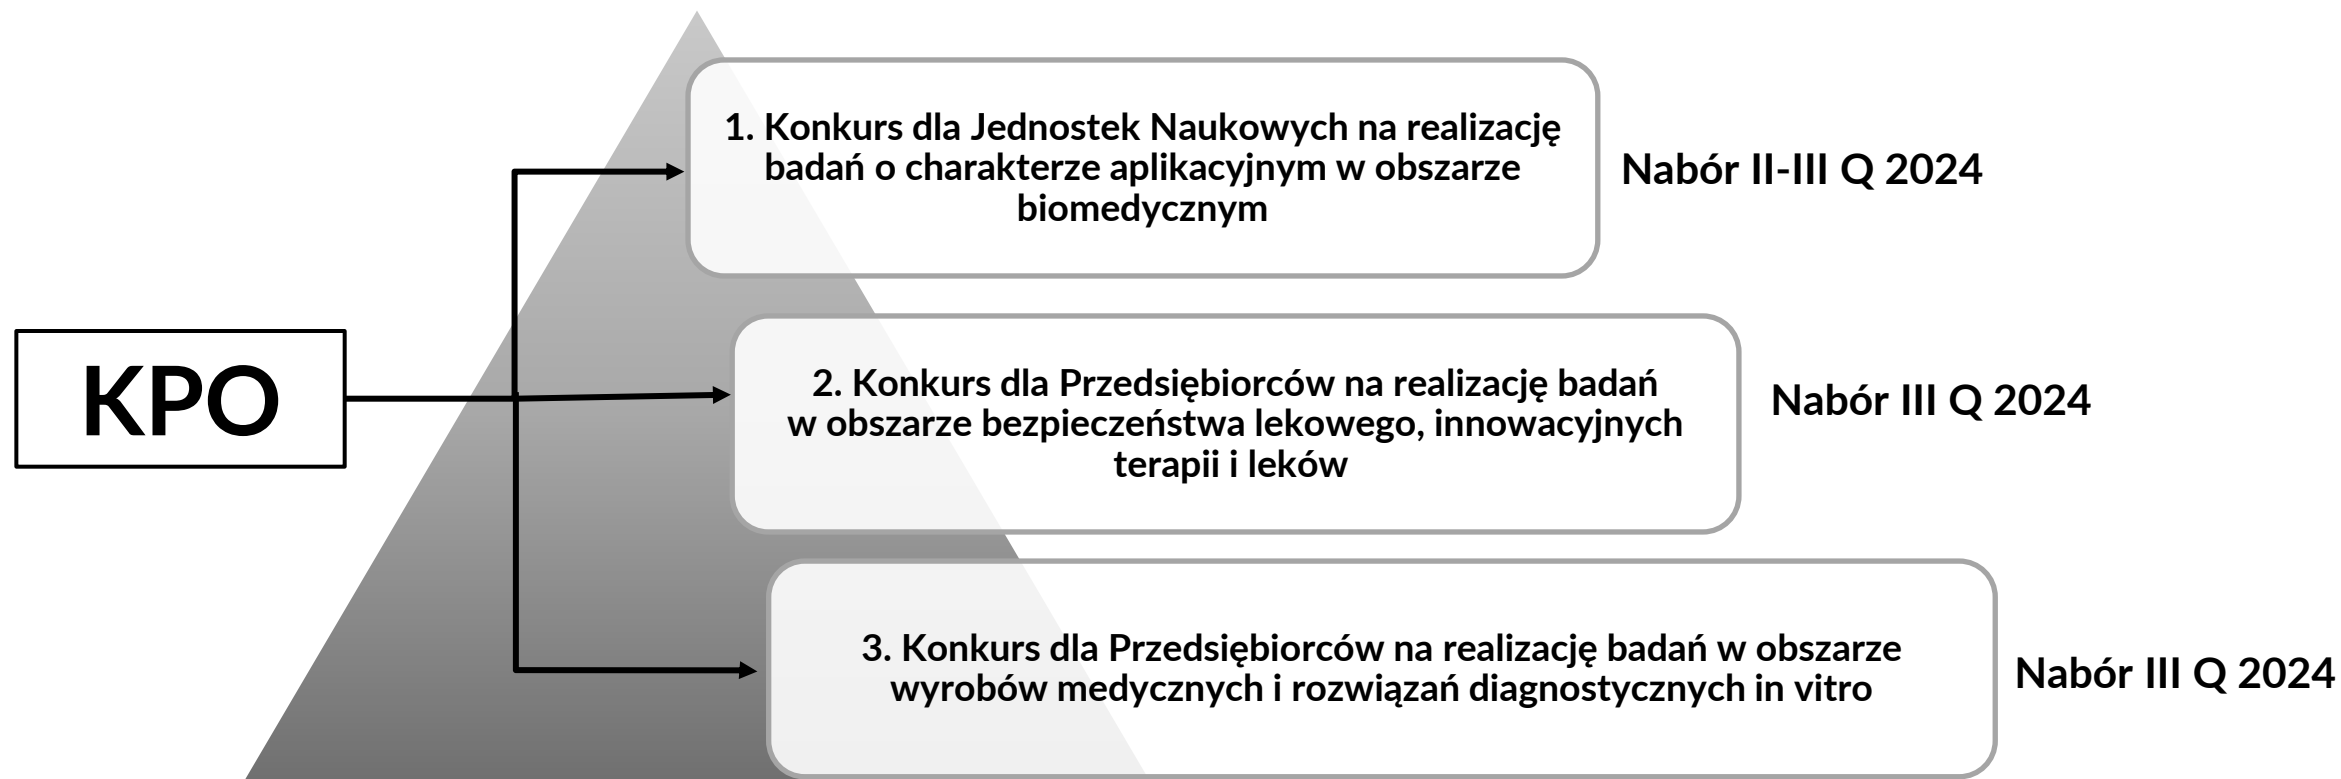 KPO
1. Konkurs dla Jednostek Naukowych na realizację
badań o charakterze aplikacyjnym w obszarze
biomedycznym
Nabór II-III Q 2024
2. Konkurs dla Przedsiębiorców na realizację badań
w obszarze bezpieczeństwa lekowego, innowacyjnych
terapii i leków
Nabór III Q 2024
3. Konkurs dla Przedsiębiorców na realizację badań w obszarze
wyrobów medycznych i rozwiązań diagnostycznych in vitro
Nabór III Q 2024